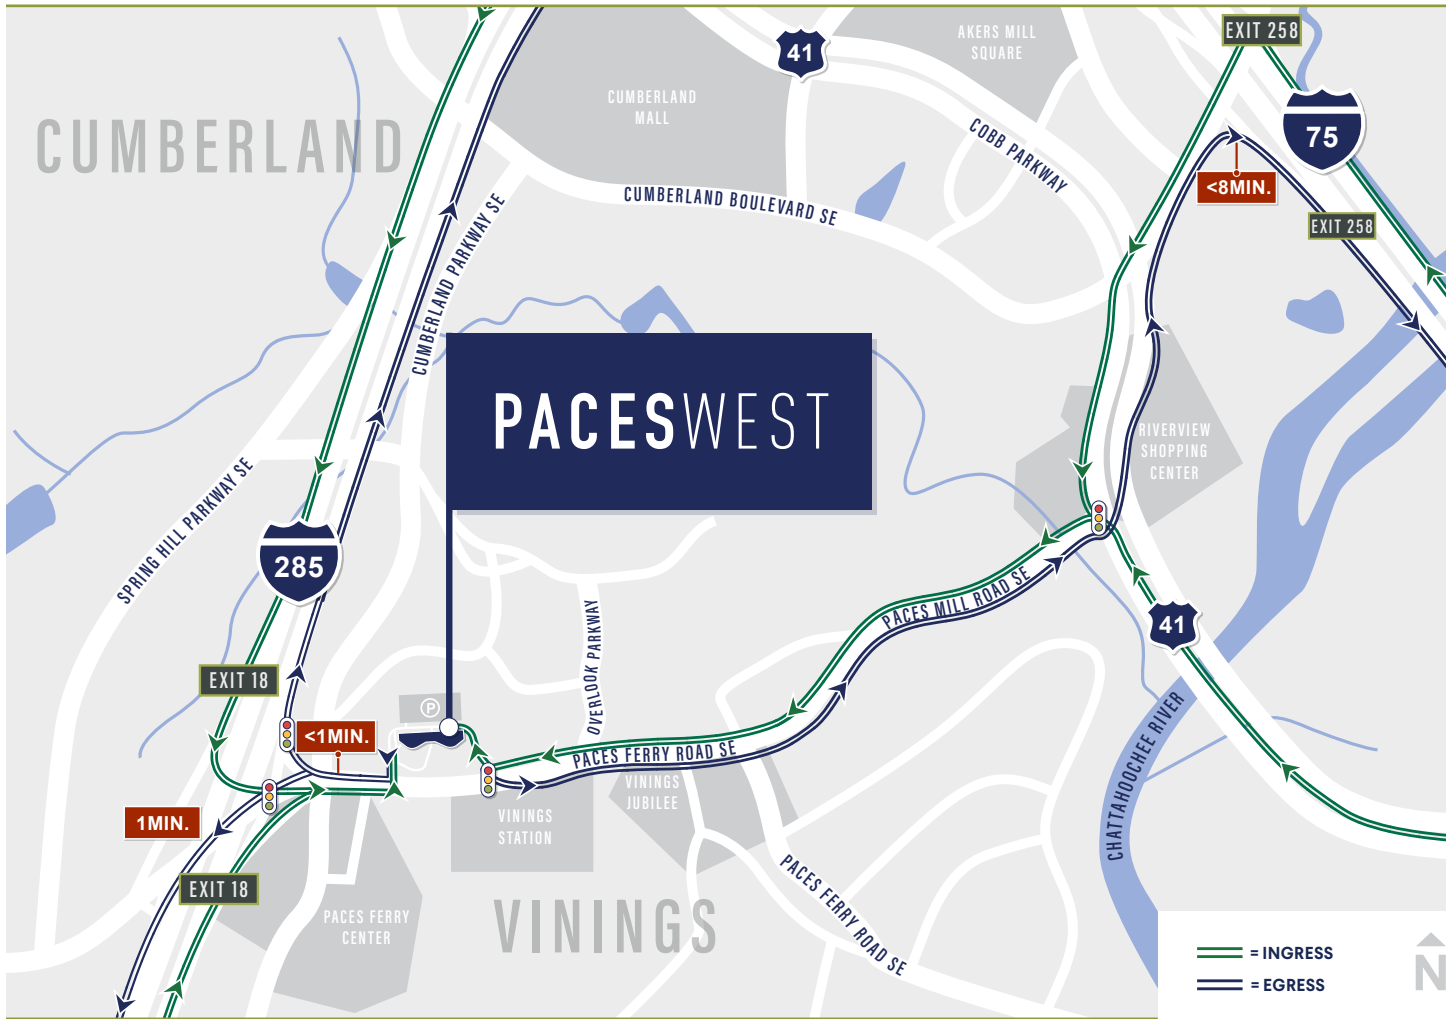 EXIT 258
41
AKERS MILL
SQUARE
CUMBERLAND
MALL
CUMBERLAND
75
COBB PARKWAY
<8MIN.
CUMBERLAND BOULEVARD SE
EXIT 258
CUMBERLAND PARKWAY SE
PACESWEST
RIVERVIEW
SHOPPING
CENTER
SPRING HILL PARKWAY SE
285
PACES MILL ROAD SE
41
OVERLOOK PARKWAY
EXIT 18
P
<1MIN.
PACES FERRY ROAD SE
VININGS
JUBILEE
CHATTAHOOCHEE RIVER
1MIN.
VININGS
STATION
EXIT 18
PACES FERRY ROAD SE
PACES FERRY
CENTER
VININGS
= INGRESS
= EGRESS
N